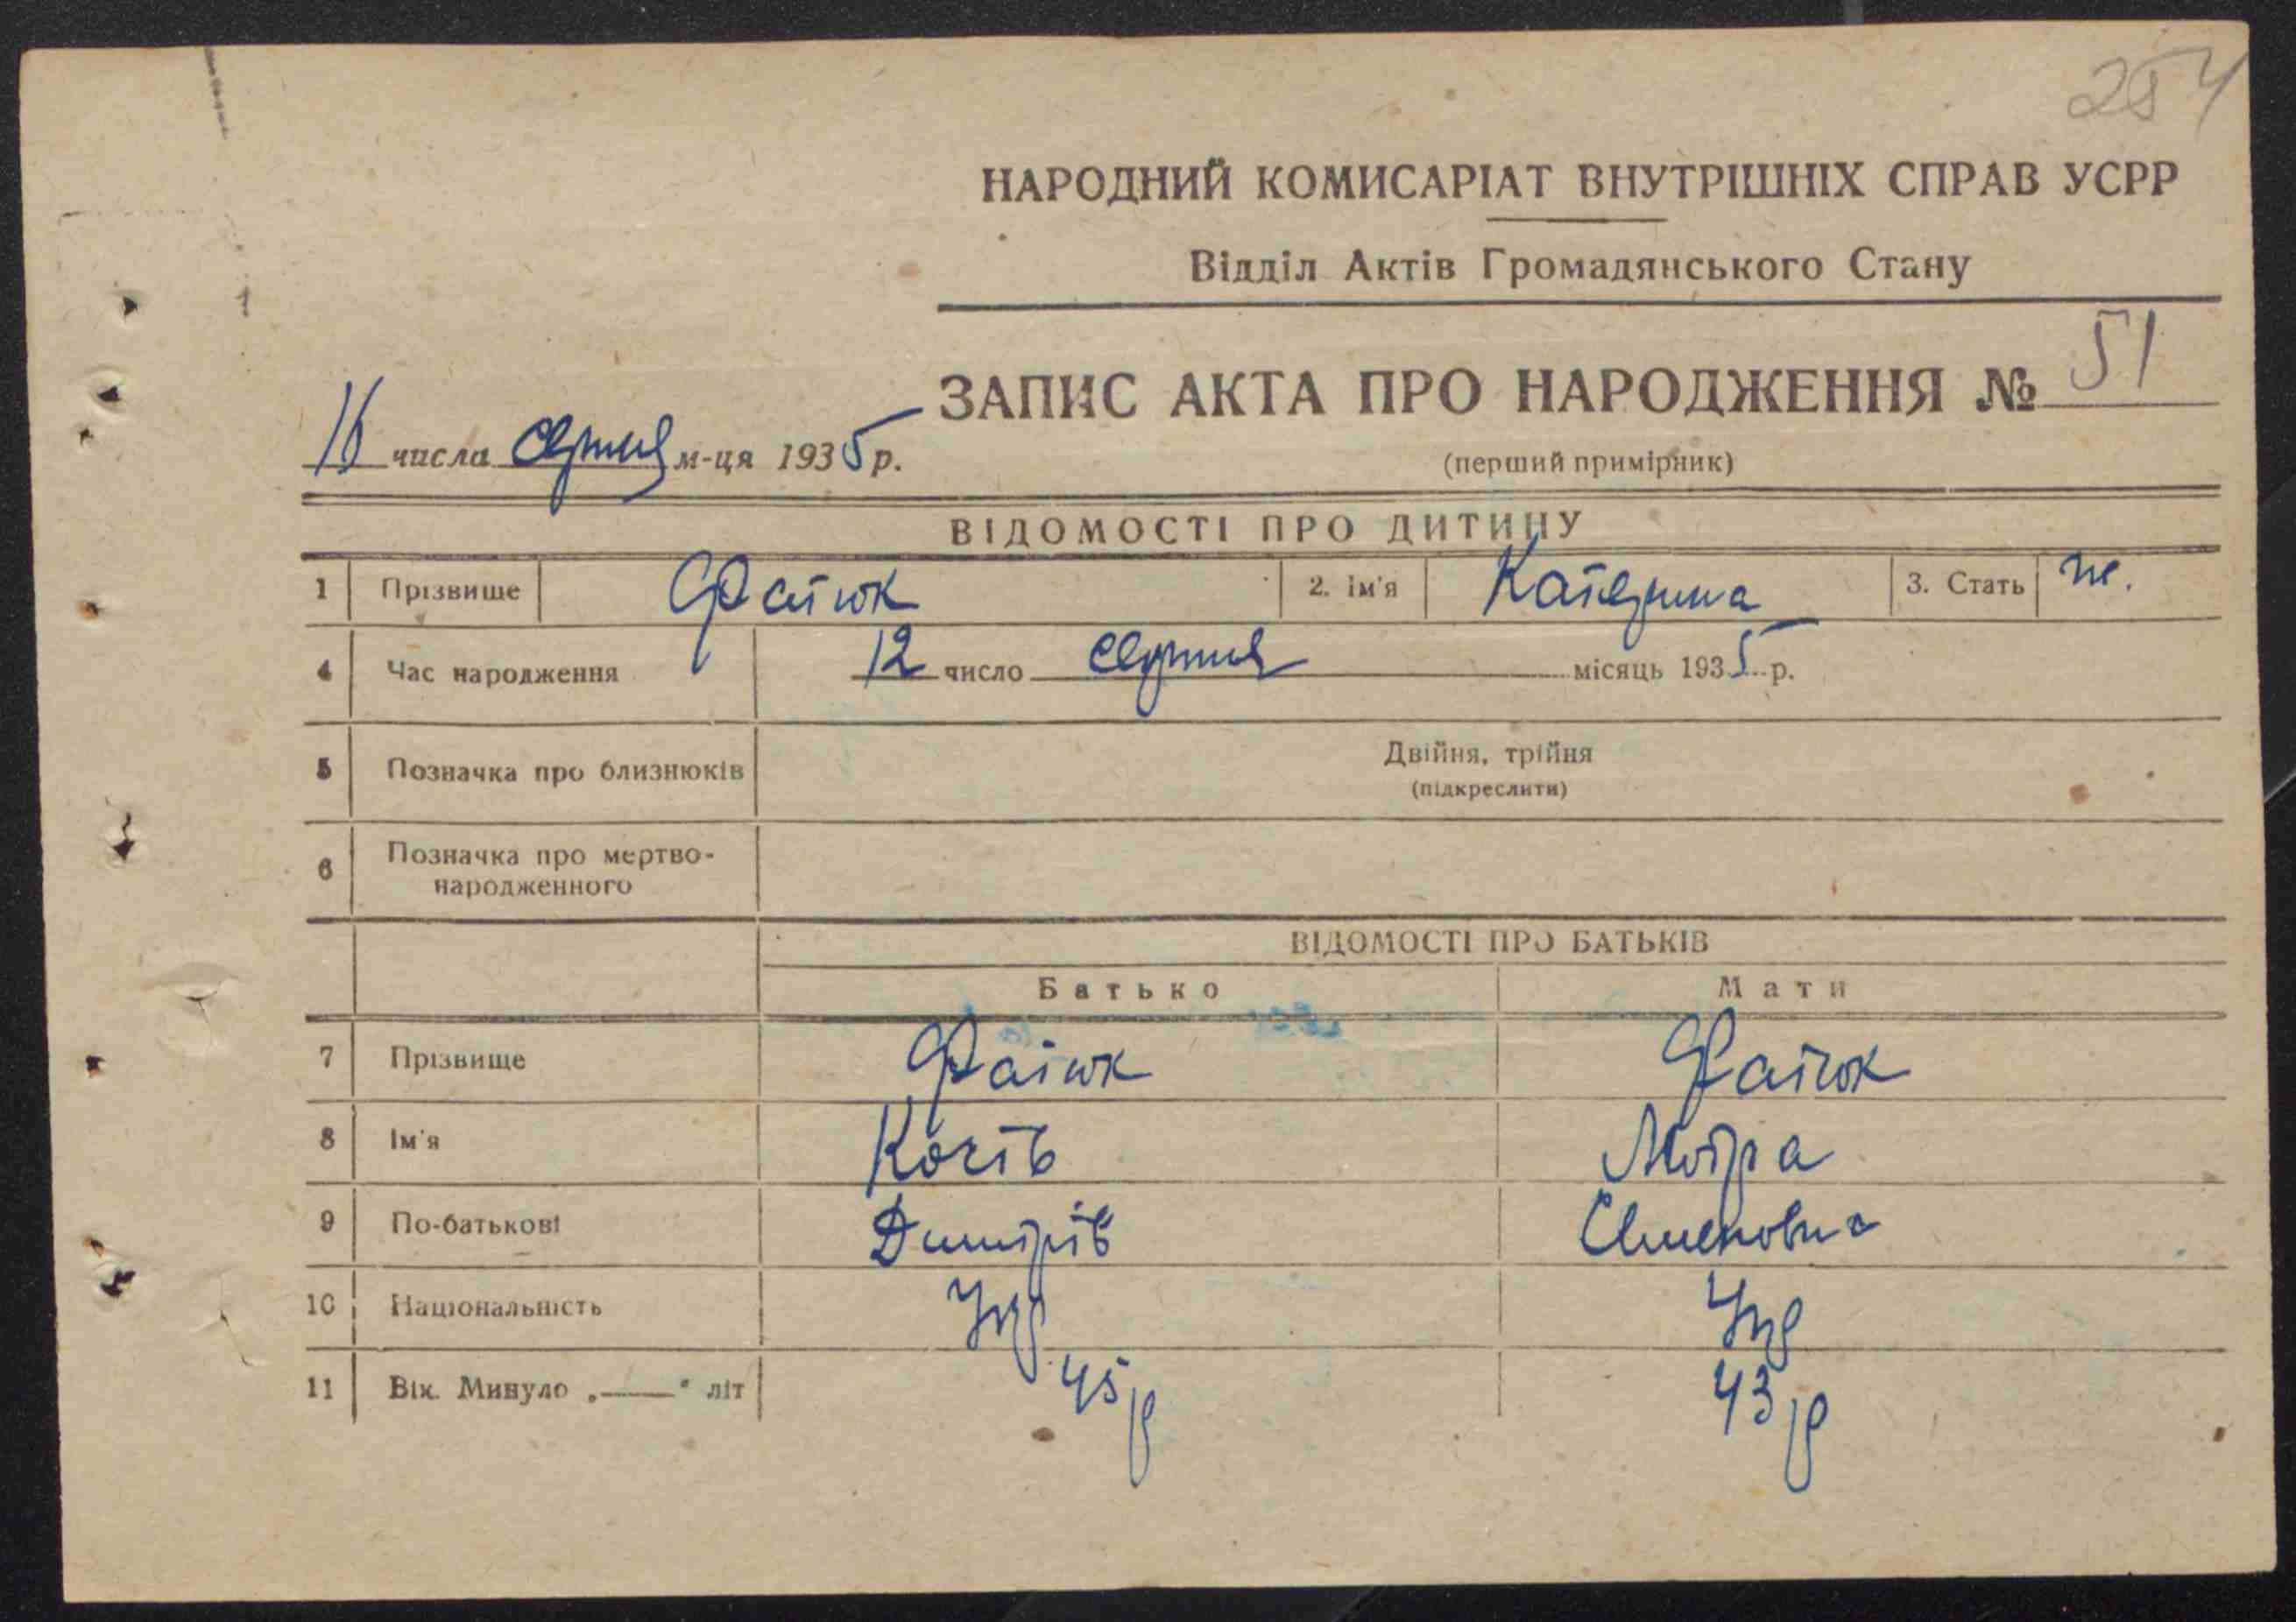 254
НАРОДНИЙ КОМИСАРІАТ ВНУТРІШНІХ СПРАВ УСРР
Відділ Актів Громадянського Стану
ЗАПИС АКТА ПРО НАРОДЖЕННЯ № 51
16 числа серпня м-ця 1935 р.
(перший примірник)
ВІДОМОСТІ ПРО ДИТИНУ
1 Прізвище Фатюк 2. Ім'я Катерина 3. Стать ж.
4 Час народження 12 число серпня місяць 1935 р.
5 Позначка про близнюків Двійня, трійня
(підкреслити)
6 Позначка про мертво-
народженного
ВІДОМОСТІ ПРО БАТЬКІВ
Батько Мати
7 Прізвище Фатюк Фатюк
8 Ім'я Мотра
9 По-батькові Дмитрів Семеновна
10 Національність Укр Укр
11 Вік. Минуло „——“ літ 45 р 43 р